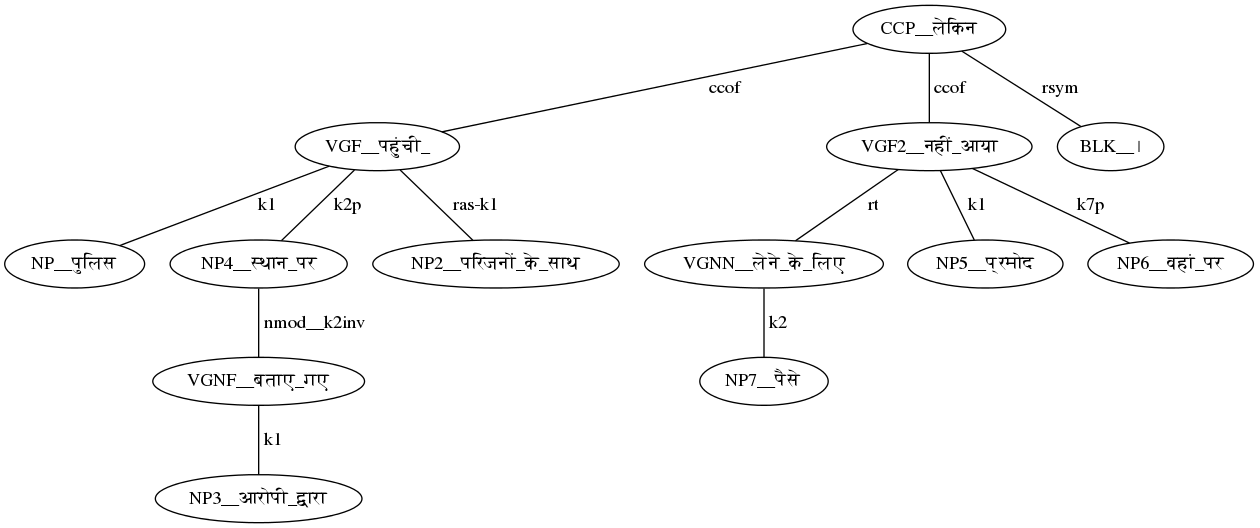 CCP__लेकिन
ccof ccof rsym
VGF__पहुंची_ VGF2__नहीं_आया BLK__।
k1 k2p ras-k1 rt k1 k7p
NP__पुलिस NP4__स्थान_पर NP2__परिजनों_के_साथ VGNN__लेने_के_लिए NP5__प्रमोद NP6__वहां_पर
nmod__k2inv k2
VGNF__बताए_गए NP7__पैसे
k1
NP3__आरोपी_द्वारा